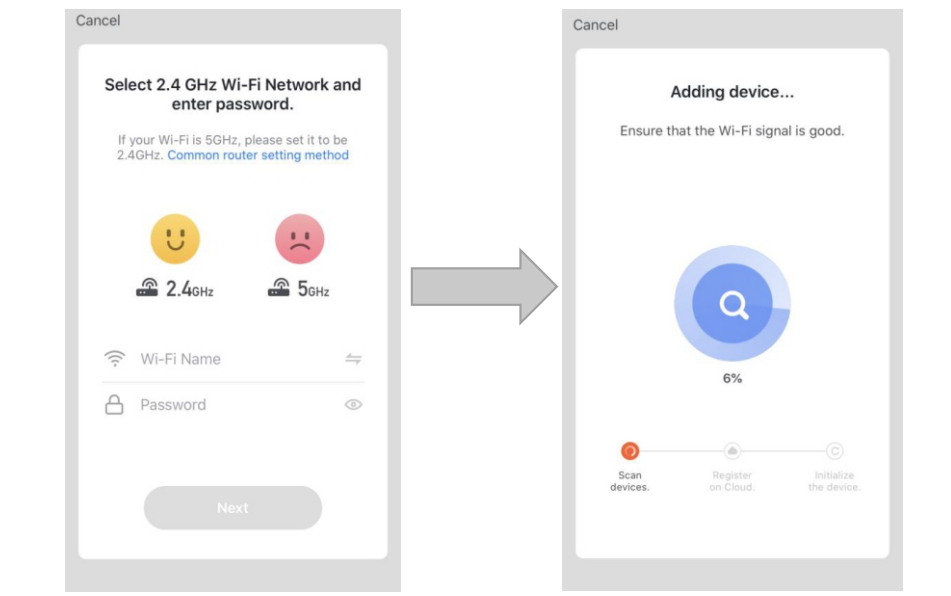 Cancel
Select 2.4 GHz Wi-Fi Network and
enter password.
If your Wi-Fi is 5GHz, please set it to be
2.4GHz. Common router setting method
2.4GHz
5GHz
Wi-Fi Name
Password
Next
Cancel
Adding device...
Ensure that the Wi-Fi signal is good.
6%
Scan
devices.
Register
on Cloud.
Initialize
the device.